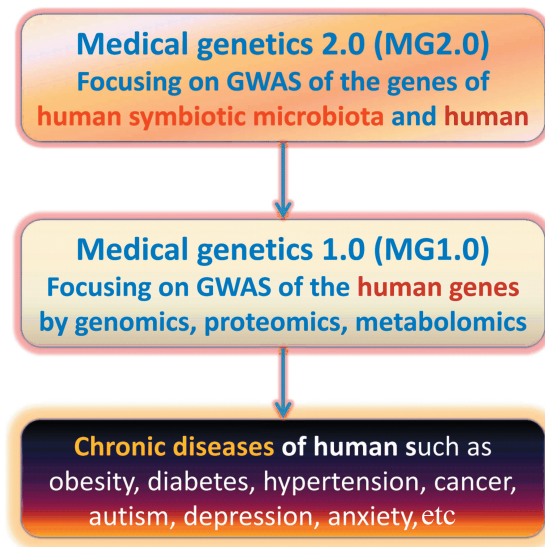 Medical genetics 2.0 (MG2.0)
Focusing on GWAS of the genes of
human symbiotic microbiota and human
Medical genetics 1.0 (MG1.0)
Focusing on GWAS of the human genes
by genomics, proteomics, metabolomics
Chronic diseases of human such as
obesity, diabetes, hypertension, cancer,
autism, depression, anxiety, etc